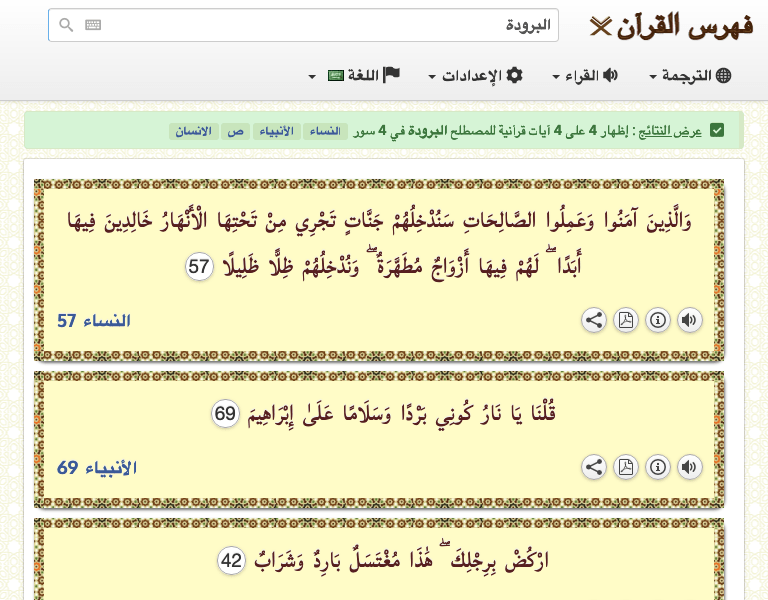 فهرس القرآن
البرودة
الترجمة
القراء
الإعدادات
اللغة
عرض النتائج : إظهار 4 على 4 آيات قرآنية للمصطلح البرودة في 4 سور النساء الأنبياء ص الانسان
وَالَّذِينَ آمَنُوا وَعَمِلُوا الصَّالِحَاتِ سَنُدْخِلُهُمْ جَنَّاتٍ تَجْرِي مِنْ تَحْتِهَا الْأَنْهَارُ خَالِدِينَ فِيهَا
أَبَدًا ۖ لَهُمْ فِيهَا أَزْوَاجٌ مُطَهَّرَةٌ ۖ وَنُدْخِلُهُمْ ظِلًّا ظَلِيلًا 57
النساء 57
قُلْنَا يَا نَارُ كُونِي بَرْدًا وَسَلَامًا عَلَىٰ إِبْرَاهِيمَ 69
الأنبياء 69
ارْكُضْ بِرِجْلِكَ ۖ هَٰذَا مُغْتَسَلٌ بَارِدٌ وَشَرَابٌ 42